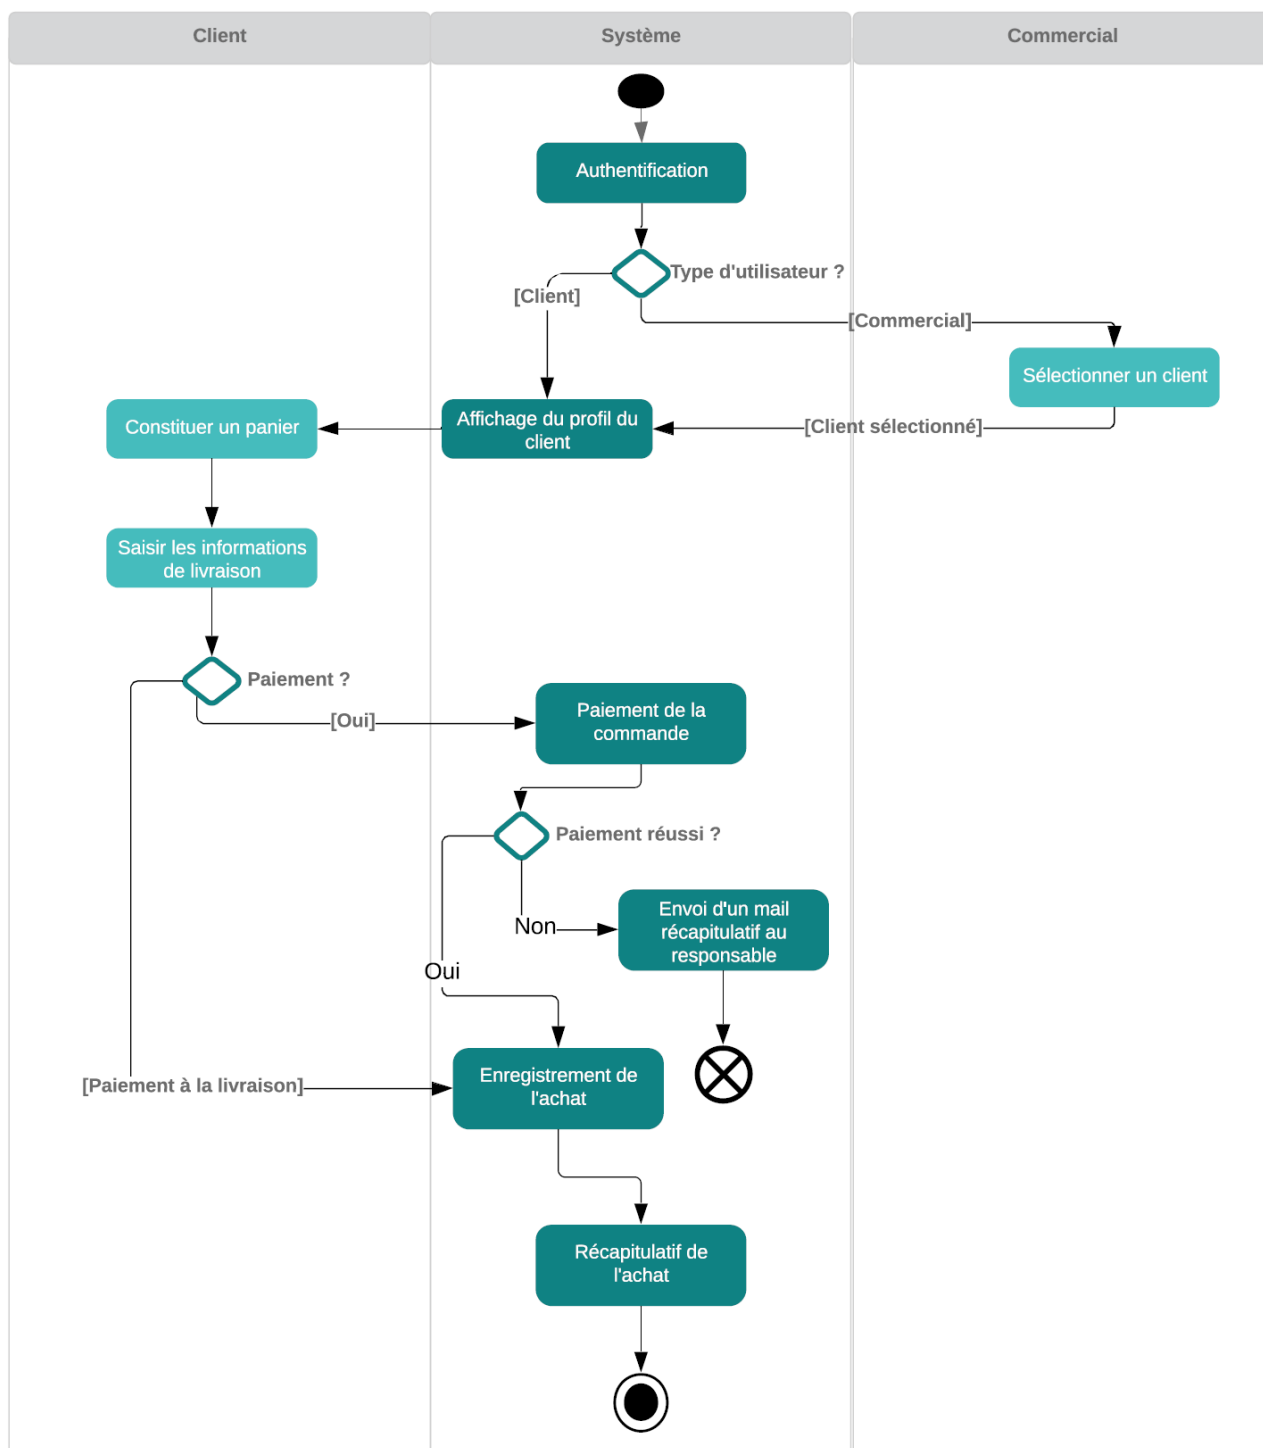 Client
Système
Commercial
Authentification
Type d'utilisateur ?
[Client]
[Commercial]
Sélectionner un client
Constituer un panier
Affichage du profil du
client
[Client sélectionné]
Saisir les informations
de livraison
Paiement ?
[Oui]
Paiement de la
commande
Paiement réussi ?
Non
Envoi d'un mail
récapitulatif au
responsable
Oui
[Paiement à la livraison]
Enregistrement de
l'achat
Récapitulatif de
l'achat